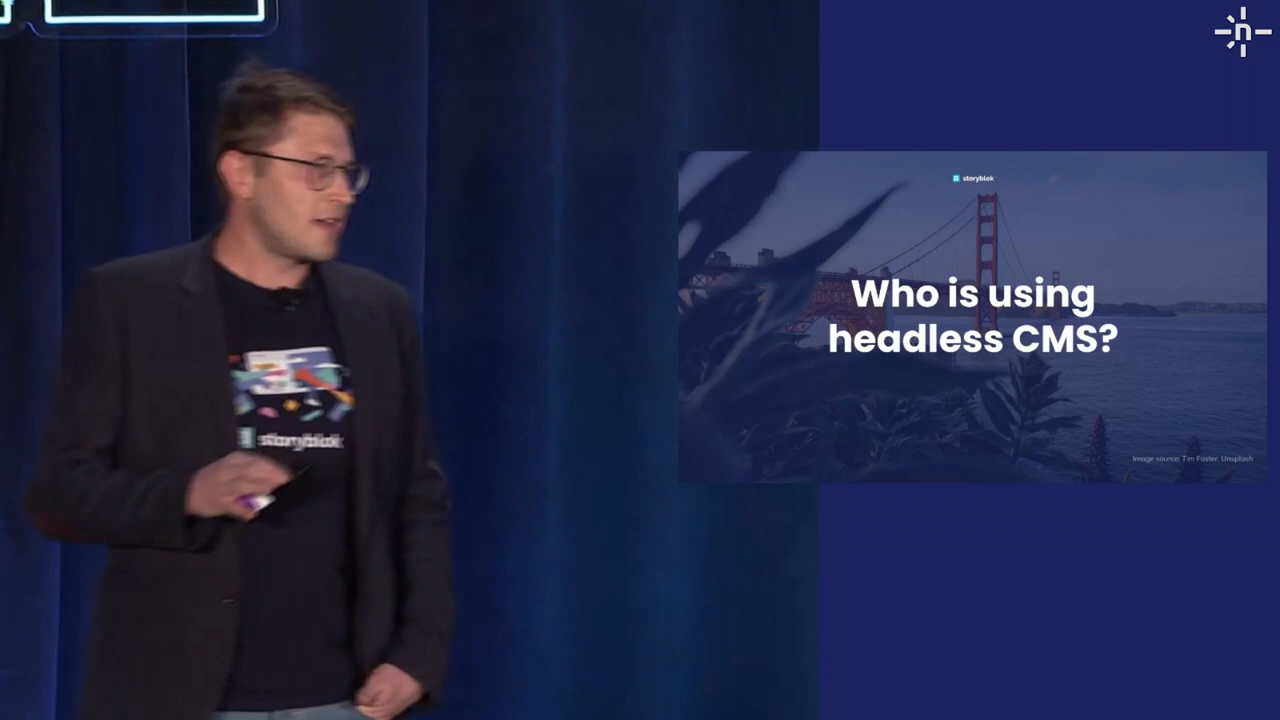 storyblok
Who is using
headless CMS?
Image source: Tim Foster, Unsplash
storyblok